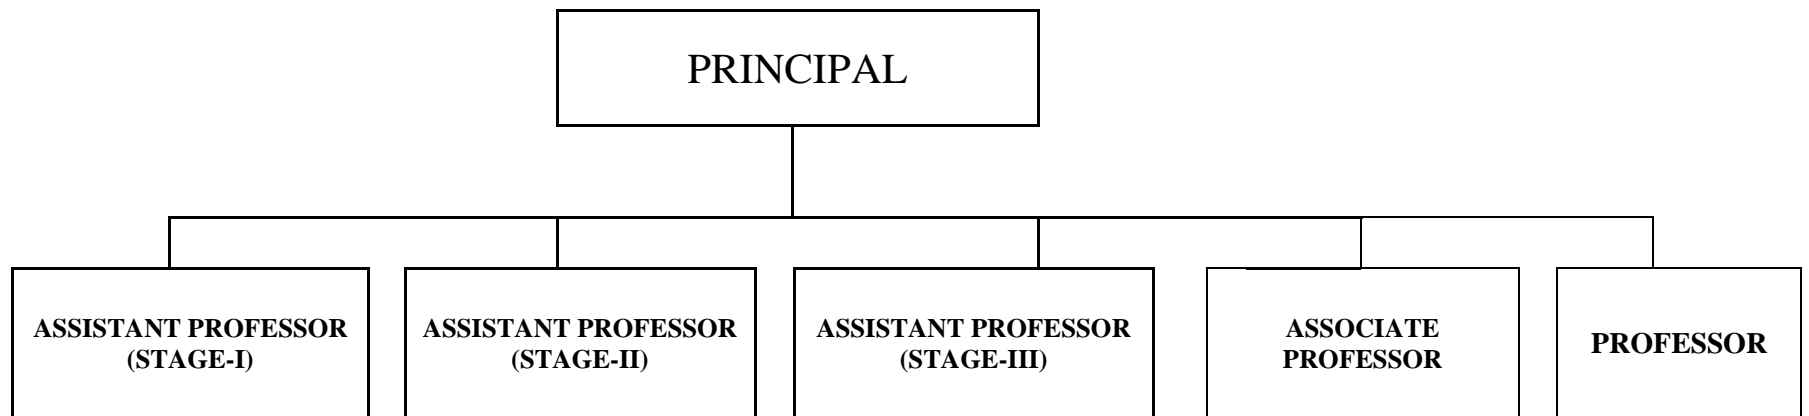 PRINCIPAL
ASSISTANT PROFESSOR
(STAGE-I)
ASSISTANT PROFESSOR
(STAGE-II)
ASSISTANT PROFESSOR
(STAGE-III)
ASSOCIATE
PROFESSOR
PROFESSOR